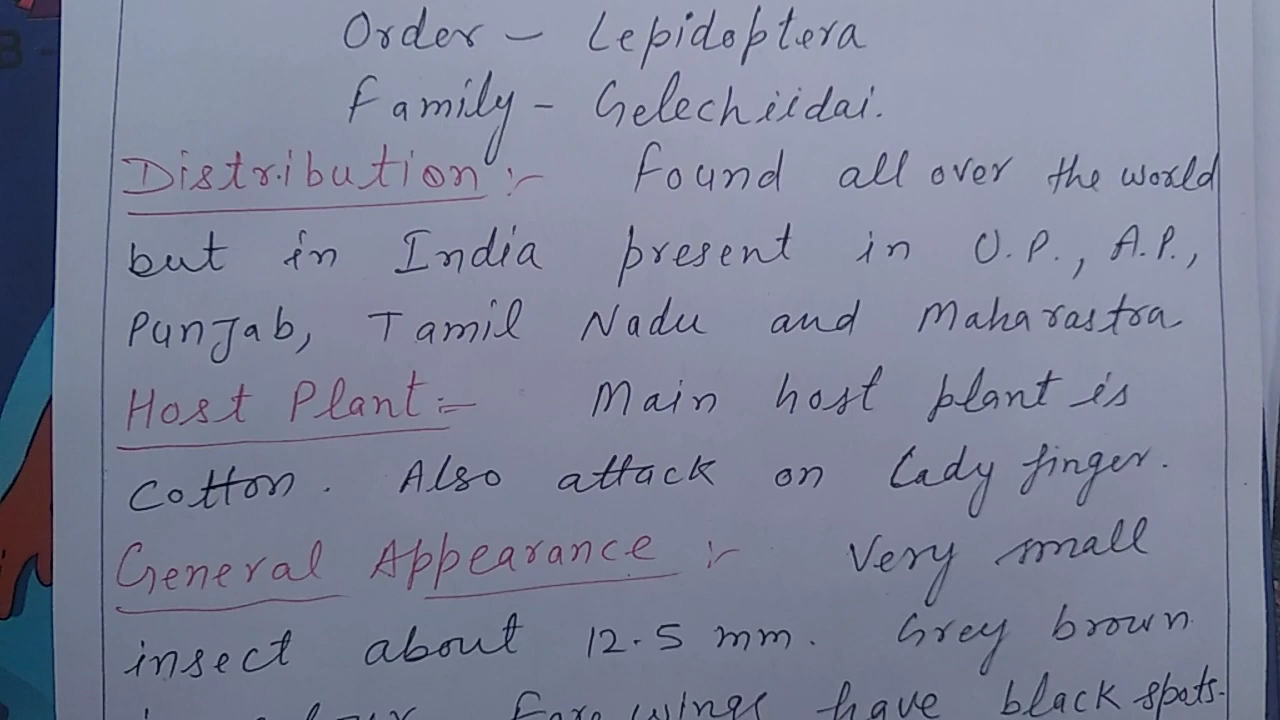 Order - Lepidoptera
Family - Gelechiidai.
Distribution :- Found all over the world
but in India present in U.P., A.P.,
Punjab, Tamil Nadu and Maharastra
Host Plant :- Main host plant is
cotton. Also attack on Lady finger.
General Appearance :- Very small
insect about 12.5 mm. Grey brown
Fore wings have black spots.